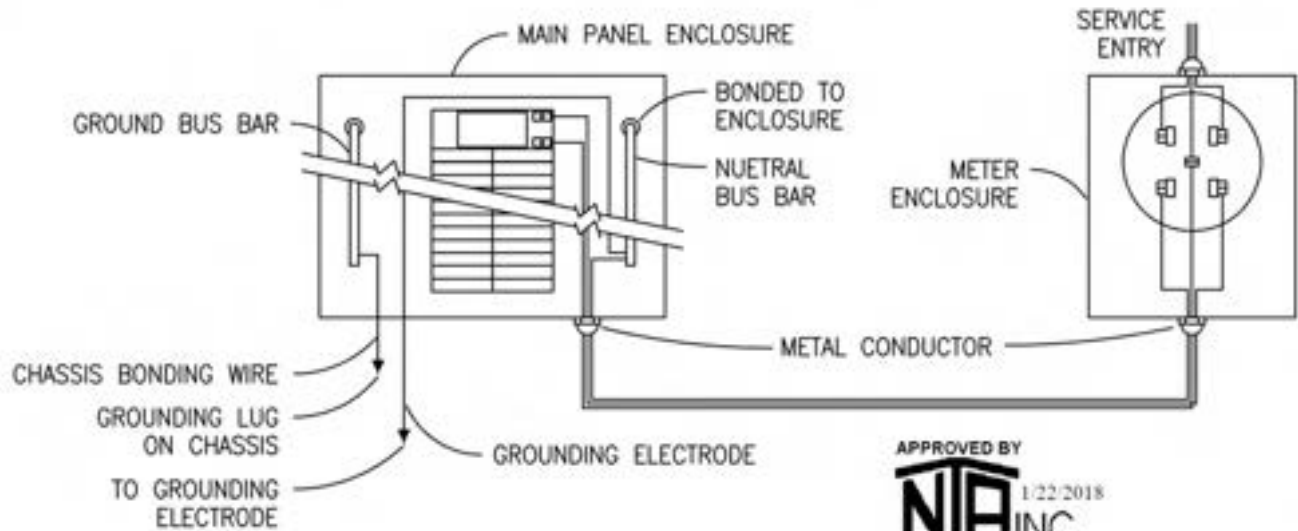 MAIN PANEL ENCLOSURE
SERVICE
ENTRY
GROUND BUS BAR
BONDED TO
ENCLOSURE
NUETRAL
BUS BAR
METER
ENCLOSURE
METAL CONDUCTOR
CHASSIS BONDING WIRE
GROUNDING LUG
ON CHASSIS
GROUNDING ELECTRODE
TO GROUNDING
ELECTRODE
APPROVED BY
1/22/2018
NTA INC